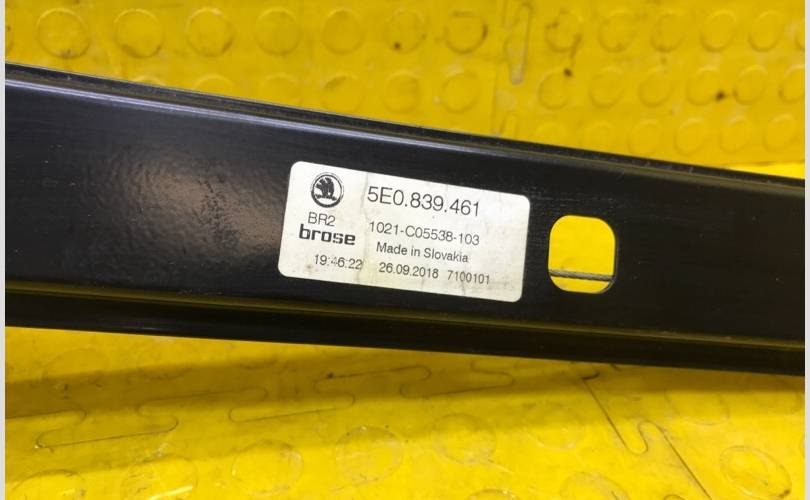 5E0.839.461
BR2
1021-C05538-103
brose
Made in Slovakia
19:46:22 26.09.2018 7100101